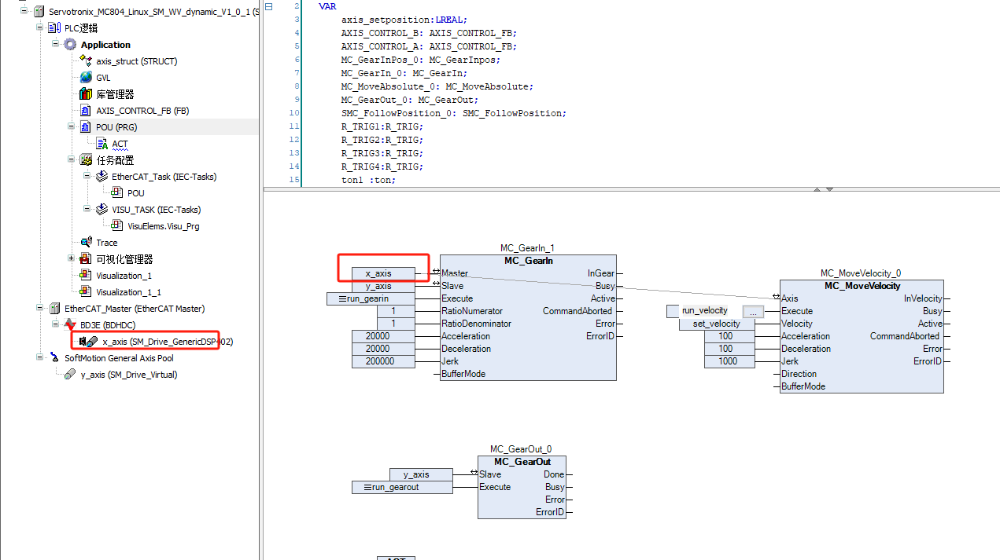 Servotronix_MC804_Linux_SM_WV_dynamic_V1_0_1 (S
PLC逻辑
Application
axis_struct (STRUCT)
GVL
库管理器
AXIS_CONTROL_FB (FB)
POU (PRG)
ACT
任务配置
EtherCAT_Task (IEC-Tasks)
POU
VISU_TASK (IEC-Tasks)
VisuElems.Visu_Prg
Trace
可视化管理器
Visualization_1
Visualization_1_1
EtherCAT_Master (EtherCAT Master)
BD3E (BDHDC)
x_axis (SM_Drive_GenericDSP402)
SoftMotion General Axis Pool
y_axis (SM_Drive_Virtual)
2 VAR
3 axis_setposition:LREAL;
4 AXIS_CONTROL_B: AXIS_CONTROL_FB;
5 AXIS_CONTROL_A: AXIS_CONTROL_FB;
6 MC_GearInPos_0: MC_GearInpos;
7 MC_GearIn_0: MC_GearIn;
8 MC_MoveAbsolute_0: MC_MoveAbsolute;
9 MC_GearOut_0: MC_GearOut;
10 SMC_FollowPosition_0: SMC_FollowPosition;
11 R_TRIG1:R_TRIG;
12 R_TRIG2:R_TRIG;
13 R_TRIG3:R_TRIG;
14 R_TRIG4:R_TRIG;
15 ton1 :ton;
MC_GearIn_1
MC_GearIn
x_axis Master InGear
y_axis Slave Busy
run_gearin Execute Active
1 RatioNumerator CommandAborted
1 RatioDenominator Error
20000 Acceleration ErrorID
20000 Deceleration
200000 Jerk
BufferMode
MC_MoveVelocity_0
MC_MoveVelocity
Axis InVelocity
run_velocity ... Execute Busy
set_velocity Velocity Active
100 Acceleration CommandAborted
100 Deceleration Error
1000 Jerk ErrorID
Direction
BufferMode
MC_GearOut_0
MC_GearOut
y_axis Slave Done
run_gearout Execute Busy
Error
ErrorID
ACT